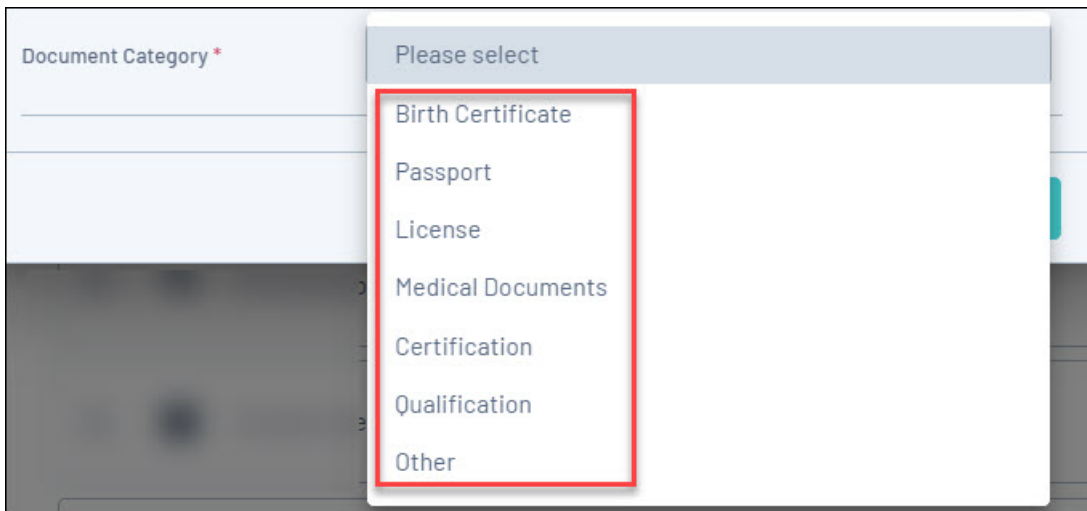 Document Category *
Please select
Birth Certificate
Passport
License
Medical Documents
Certification
Qualification
Other